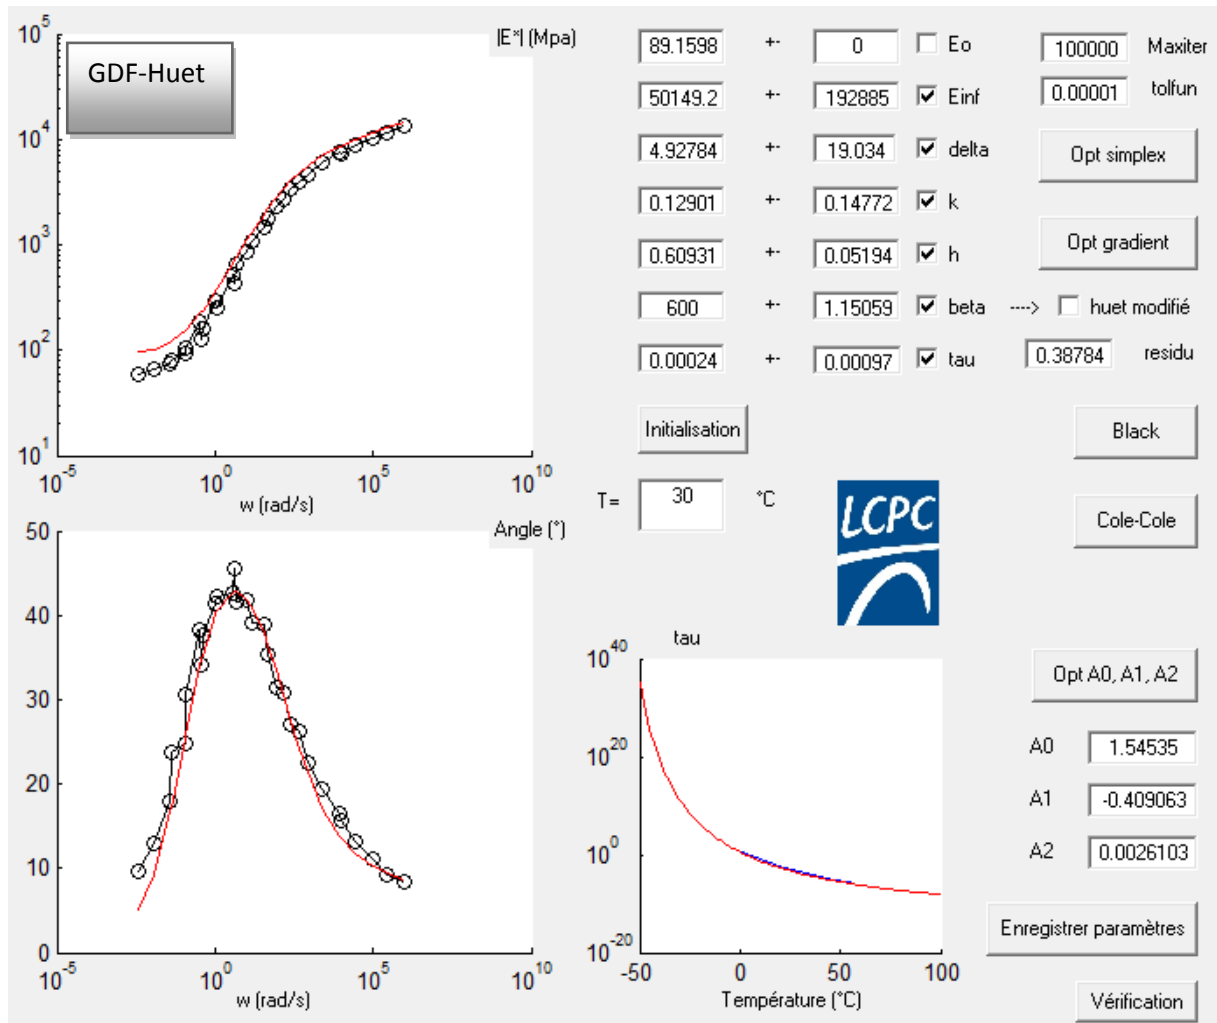 GDF-Huet
|E*| (Mpa)
10^5
10^4
10^3
10^2
10^1
10^-5
10^0
10^5
10^10
w (rad/s)
89.1598 +- 0 Eo
50149.2 +- 192885 Einf
4.92784 +- 19.034 delta
0.12901 +- 0.14772 k
0.60931 +- 0.05194 h
600 +- 1.15059 beta ----> huet modifié
0.00024 +- 0.00097 tau
0.38784 residu
100000 Maxiter
0.00001 tolfun
Opt simplex
Opt gradient
Initialisation
Black
T= 30 °C
LCPC
Cole-Cole
Angle (°)
50
40
30
20
10
0
10^-5
10^0
10^5
10^10
w (rad/s)
tau
10^40
10^20
10^0
10^-20
-50
0
50
100
Température (°C)
Opt A0, A1, A2
A0 1.54535
A1 -0.409063
A2 0.0026103
Enregistrer paramètres
Vérification